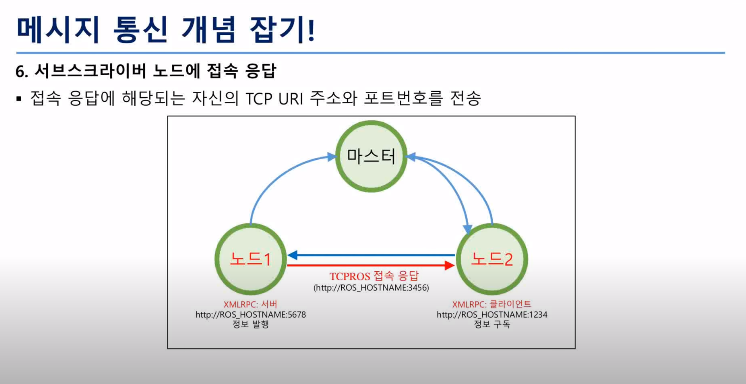 메시지 통신 개념 잡기!
6. 서브스크라이버 노드에 접속 응답
▪ 접속 응답에 해당되는 자신의 TCP URI 주소와 포트번호를 전송
마스터
노드1
노드2
TCPROS 접속 응답
(http://ROS_HOSTNAME:3456)
XMLRPC: 서버
http://ROS_HOSTNAME:5678
정보 발행
XMLRPC: 클라이언트
http://ROS_HOSTNAME:1234
정보 구독